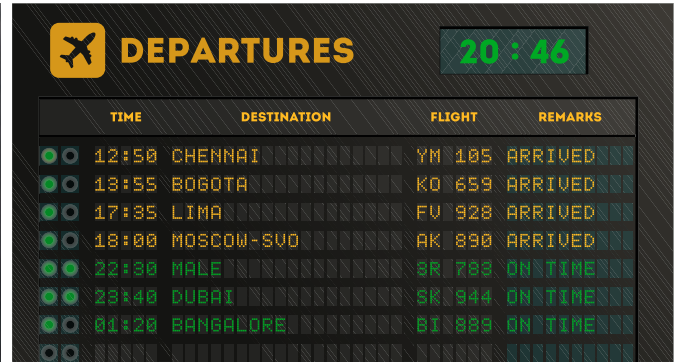 DEPARTURES 20:46
TIME DESTINATION FLIGHT REMARKS
12:50 CHENNAI YM 105 ARRIVED
13:55 BOGOTA KO 659 ARRIVED
17:35 LIMA FV 928 ARRIVED
18:00 MOSCOW-SVO AK 890 ARRIVED
22:30 MALE SR 783 ON TIME
23:40 DUBAI SK 944 ON TIME
01:20 BANGALORE BI 889 ON TIME